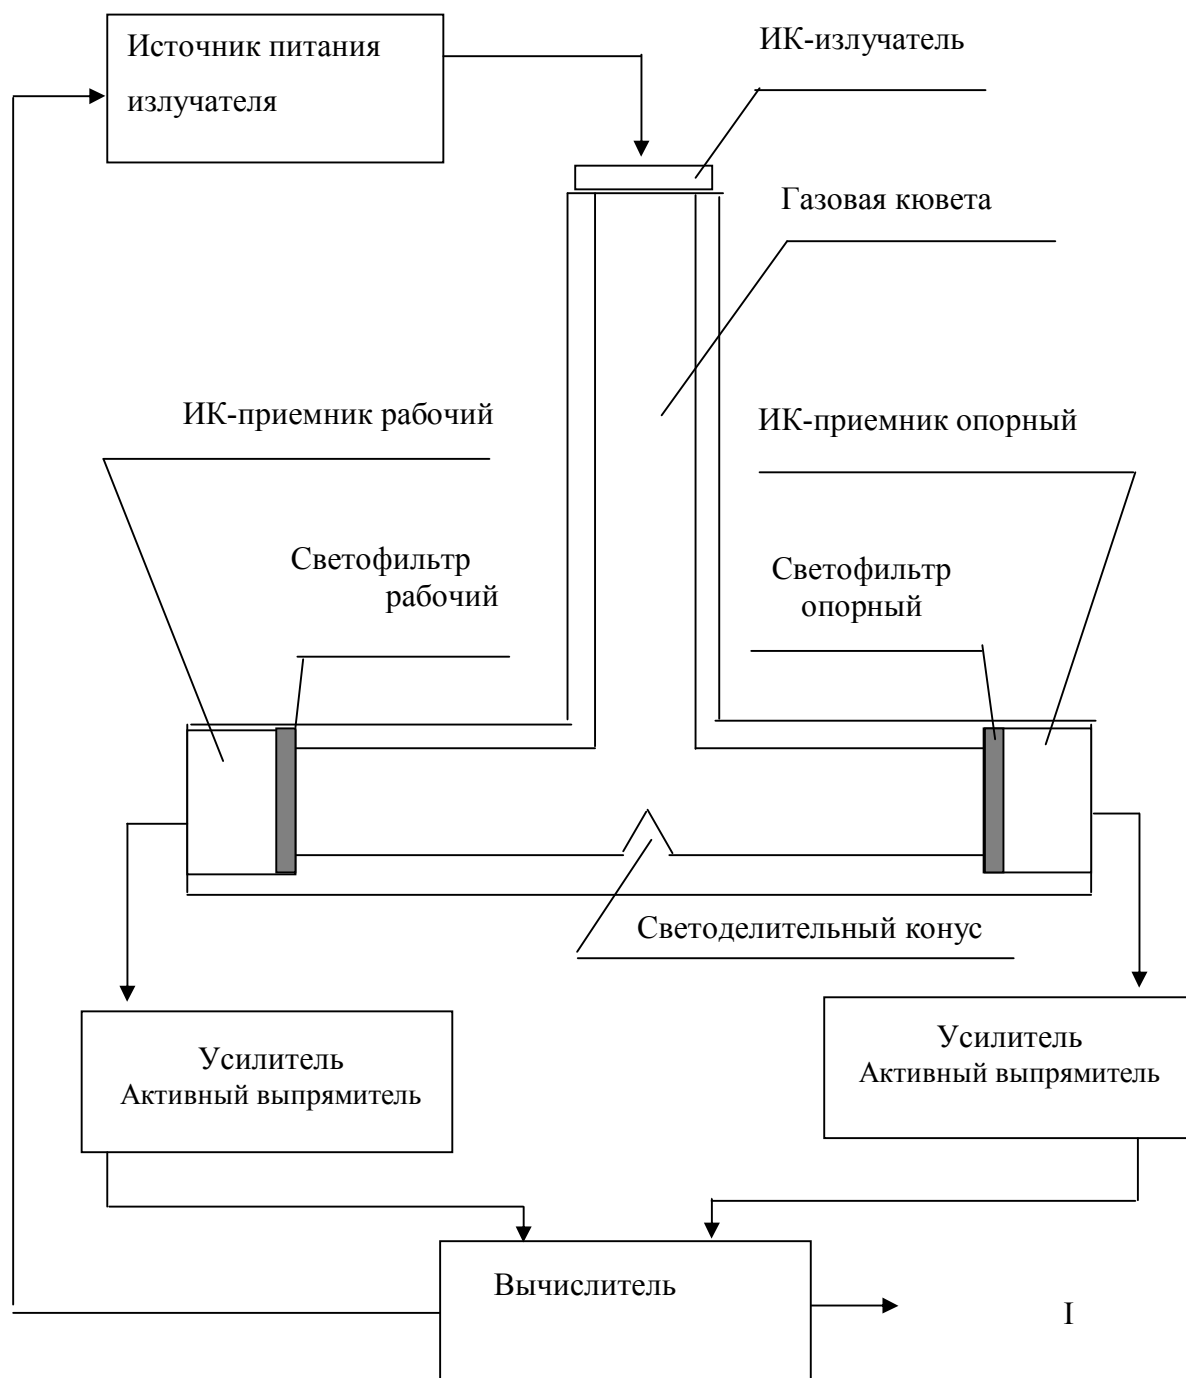 Источник питания
излучателя
ИК-излучатель
Газовая кювета
ИК-приемник рабочий
ИК-приемник опорный
Светофильтр
рабочий
Светофильтр
опорный
Светоделительный конус
Усилитель
Активный выпрямитель
Усилитель
Активный выпрямитель
Вычислитель
I